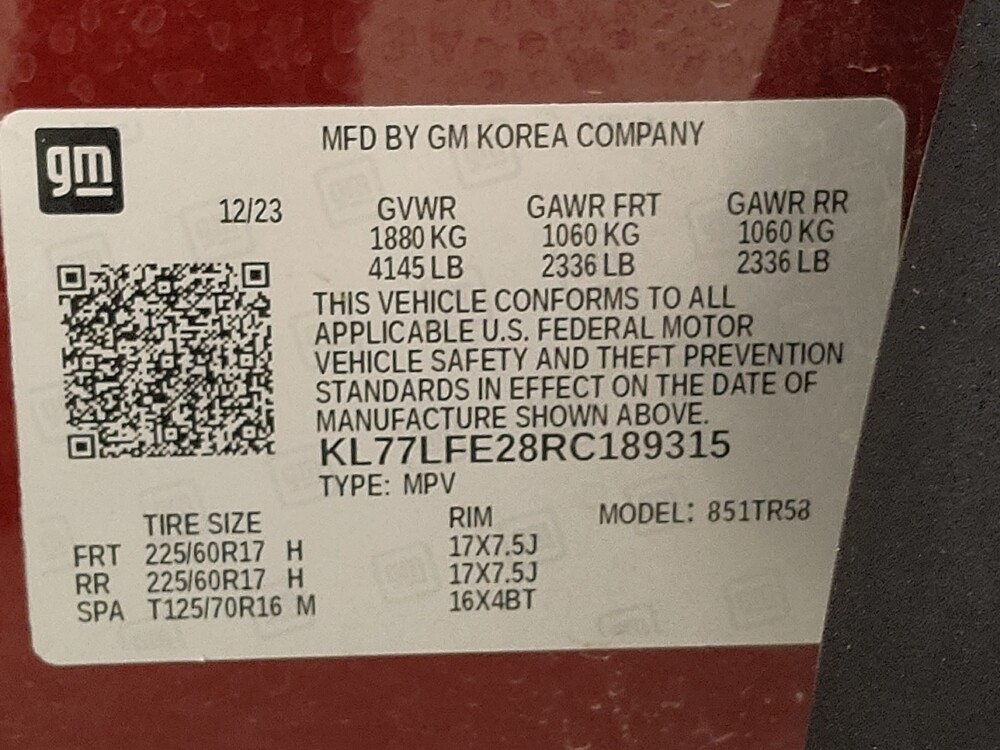 gm
MFD BY GM KOREA COMPANY
12/23 GVWR GAWR FRT GAWR RR
1880 KG 1060 KG 1060 KG
4145 LB 2336 LB 2336 LB
THIS VEHICLE CONFORMS TO ALL
APPLICABLE U.S. FEDERAL MOTOR
VEHICLE SAFETY AND THEFT PREVENTION
STANDARDS IN EFFECT ON THE DATE OF
MANUFACTURE SHOWN ABOVE.
KL77LFE28RC189315
TYPE: MPV
TIRE SIZE RIM MODEL: 851TR58
FRT 225/60R17 H 17X7.5J
RR 225/60R17 H 17X7.5J
SPA T125/70R16 M 16X4BT